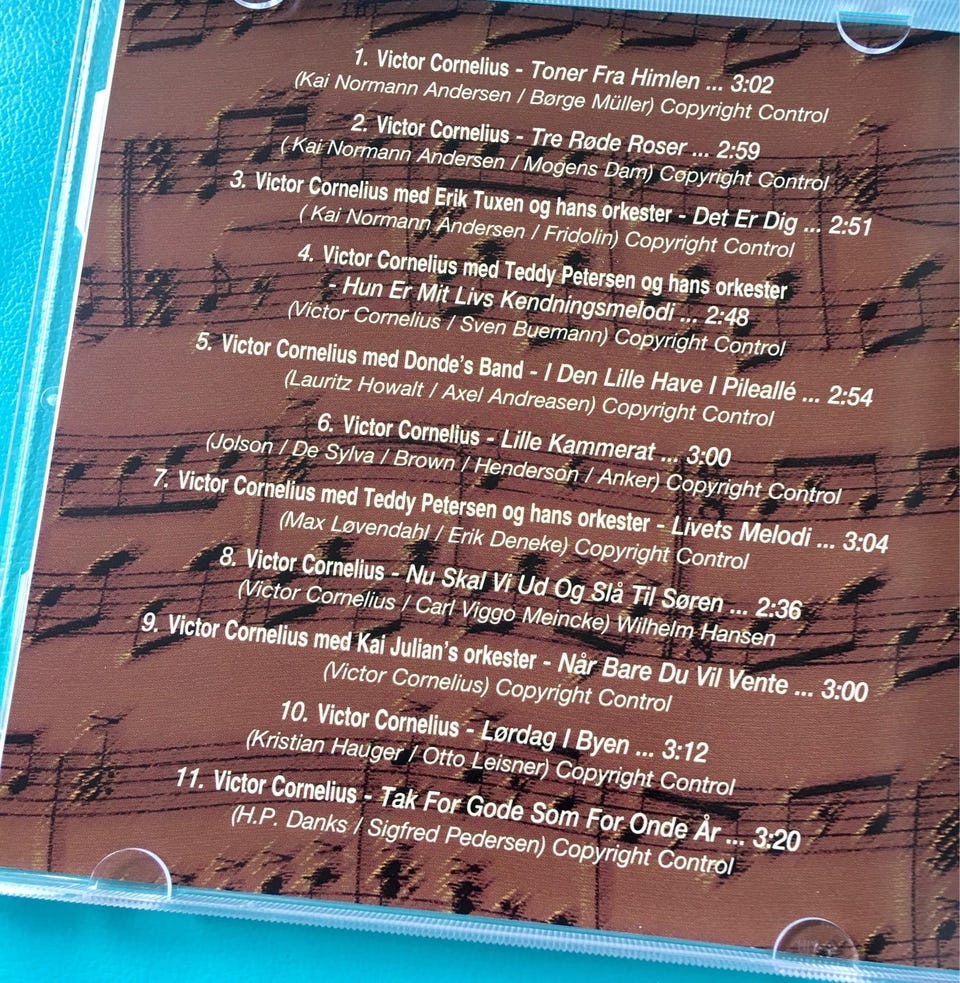 1. Victor Cornelius - Toner Fra Himlen ... 3:02
(Kai Normann Andersen / Børge Müller) Copyright Control
2. Victor Cornelius - Tre Røde Roser ... 2:59
( Kai Normann Andersen / Mogens Dam) Copyright Control
3. Victor Cornelius med Erik Tuxen og hans orkester - Det Er Dig ... 2:51
( Kai Normann Andersen / Fridolin) Copyright Control
4. Victor Cornelius med Teddy Petersen og hans orkester
- Hun Er Mit Livs Kendningsmelodi ... 2:48
(Victor Cornelius / Sven Buemann) Copyright Control
5. Victor Cornelius med Donde's Band - I Den Lille Have I Pileallé ... 2:54
(Lauritz Howalt / Axel Andreasen) Copyright Control
6. Victor Cornelius - Lille Kammerat ... 3:00
(Jolson / De Sylva / Brown / Henderson / Anker) Copyright Control
7. Victor Cornelius med Teddy Petersen og hans orkester - Livets Melodi ... 3:04
(Max Løvendahl / Erik Deneke) Copyright Control
8. Victor Cornelius - Nu Skal Vi Ud Og Slå Til Søren ... 2:36
(Victor Cornelius / Carl Viggo Meincke) Wilhelm Hansen
9. Victor Cornelius med Kai Julian's orkester - Når Bare Du Vil Vente ... 3:00
(Victor Cornelius) Copyright Control
10. Victor Cornelius - Lørdag I Byen ... 3:12
(Kristian Hauger / Otto Leisner) Copyright Control
11. Victor Cornelius - Tak For Gode Som For Onde År ... 3:20
(H.P. Danks / Sigfred Pedersen) Copyright Control